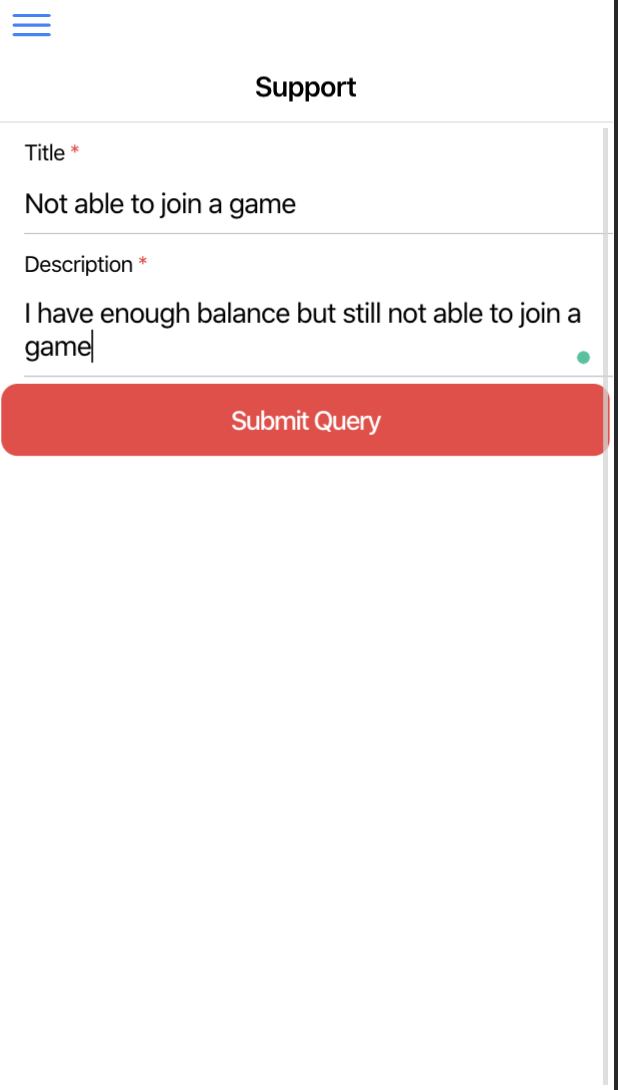 Support
Title *
Not able to join a game
Description *
I have enough balance but still not able to join a
game
Submit Query